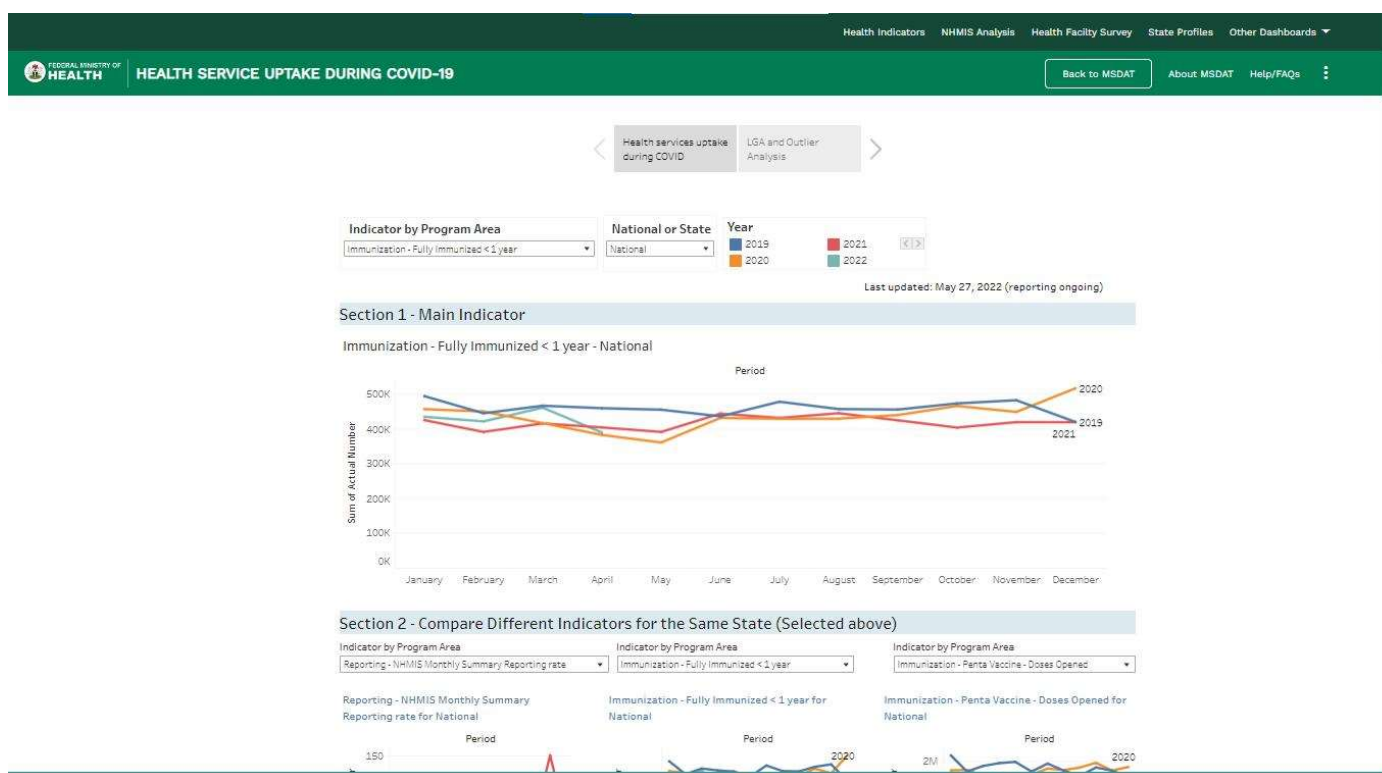 Health Indicators NHMIS Analysis Health Facilty Survey State Profiles Other Dashboards
FEDERAL MINISTRY OF
HEALTH
HEALTH SERVICE UPTAKE DURING COVID-19
Back to MSDAT About MSDAT Help/FAQs
Health services uptake
during COVID
LGA and Outlier
Analysis
Indicator by Program Area
Immunization - Fully Immunized < 1 year
National or State
National
Year
2019 2021
2020 2022
Last updated: May 27, 2022 (reporting ongoing)
Section 1 - Main Indicator
Immunization - Fully Immunized < 1 year - National
Period
Sum of Actual Number
500K
400K
300K
200K
100K
0K
2020
2019
2021
January February March April May June July August September October November December
Section 2 - Compare Different Indicators for the Same State (Selected above)
Indicator by Program Area Indicator by Program Area Indicator by Program Area
Reporting - NHMIS Monthly Summary Reporting rate Immunization - Fully Immunized < 1 year Immunization - Penta Vaccine - Doses Opened
Reporting - NHMIS Monthly Summary
Reporting rate for National
Immunization - Fully Immunized < 1 year for
National
Immunization - Penta Vaccine - Doses Opened for
National
Period Period Period
150 2020 2M 2020